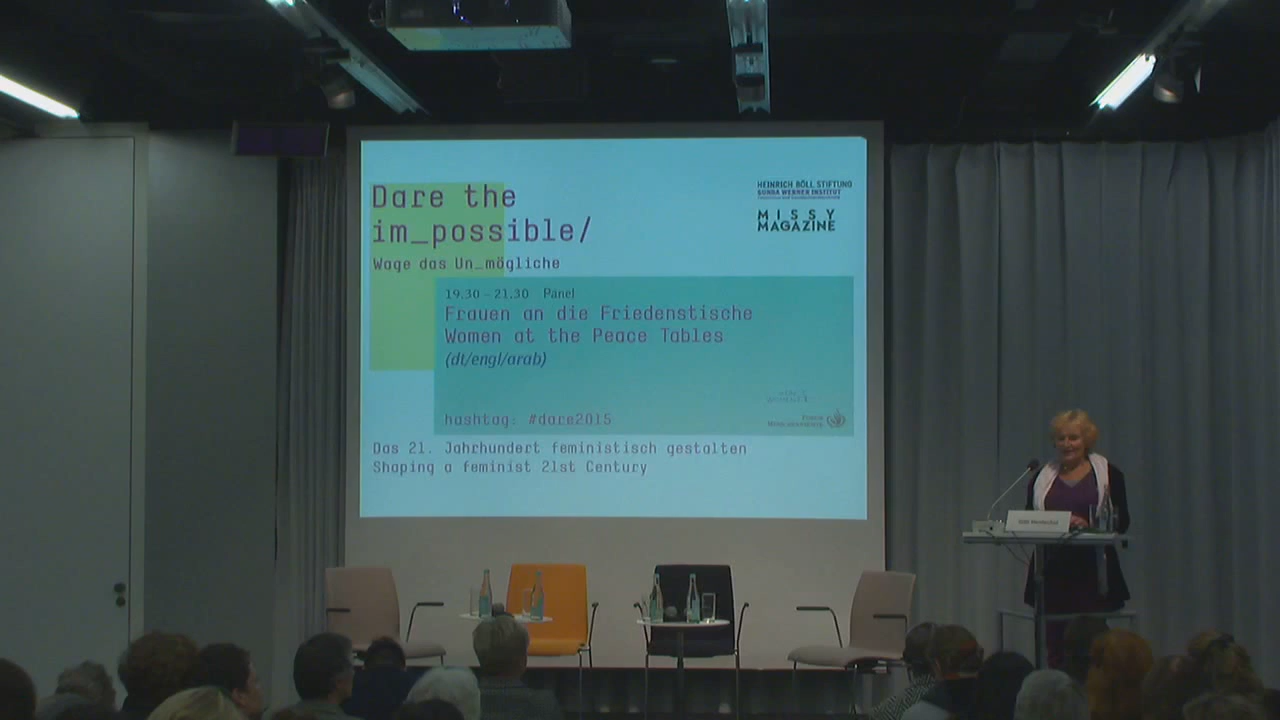 Dare the
im_possible/
Wage das Un_mögliche
HEINRICH BÖLL STIFTUNG
GUNDA WERNER INSTITUT
MISSY
MAGAZINE
19.30 – 21.30 Panel
Frauen an die Friedenstische
Women at the Peace Tables
(dt/engl/arab)
hashtag: #dare2015
Das 21. Jahrhundert feministisch gestalten
Shaping a feminist 21st Century